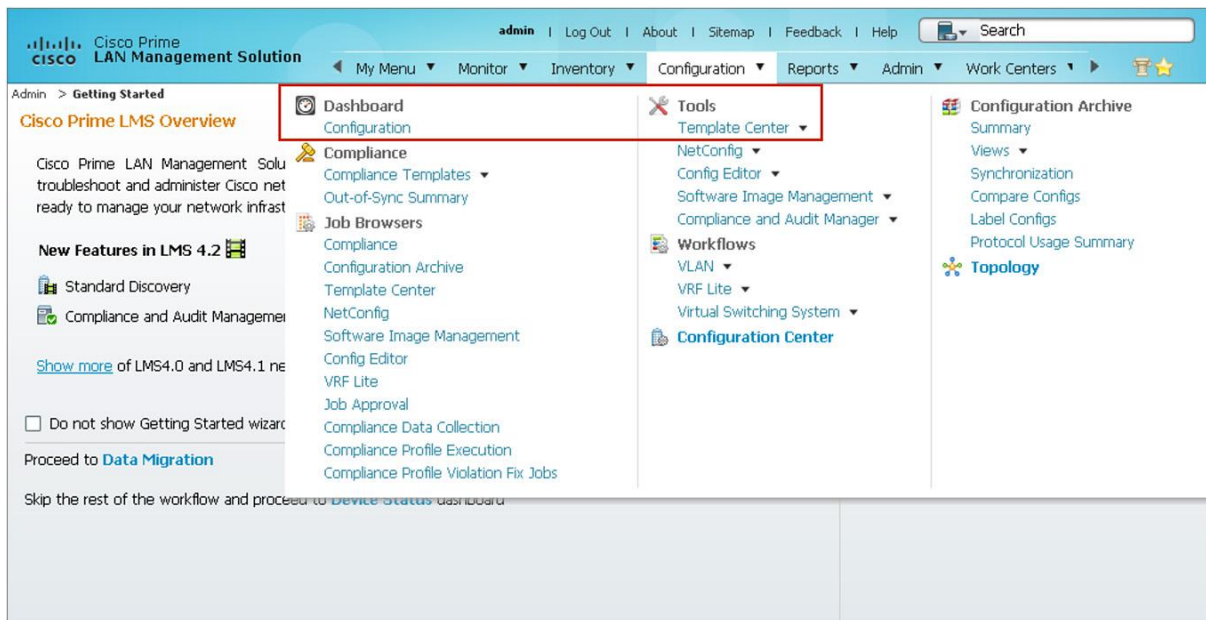 Cisco Prime
CISCO LAN Management Solution
admin | Log Out | About | Sitemap | Feedback | Help
Search
My Menu Monitor Inventory Configuration Reports Admin Work Centers
Admin > Getting Started
Cisco Prime LMS Overview
Cisco Prime LAN Management Solu
troubleshoot and administer Cisco net
ready to manage your network infrast
New Features in LMS 4.2
Standard Discovery
Compliance and Audit Manageme
Show more of LMS4.0 and LMS4.1 ne
Do not show Getting Started wizard
Proceed to Data Migration
Skip the rest of the workflow and proceed to Device Status dashboard
Dashboard
Configuration
Compliance
Compliance Templates
Out-of-Sync Summary
Job Browsers
Compliance
Configuration Archive
Template Center
NetConfig
Software Image Management
Config Editor
VRF Lite
Job Approval
Compliance Data Collection
Compliance Profile Execution
Compliance Profile Violation Fix Jobs
Tools
Template Center
NetConfig
Config Editor
Software Image Management
Compliance and Audit Manager
Workflows
VLAN
VRF Lite
Virtual Switching System
Configuration Center
Configuration Archive
Summary
Views
Synchronization
Compare Configs
Label Configs
Protocol Usage Summary
Topology